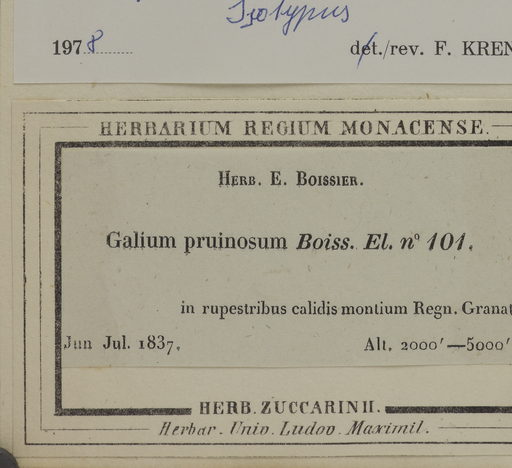 Isotypus
1978 det./rev. F. KREN
HERBARIUM REGIUM MONACENSE.
HERB. E. BOISSIER.
Galium pruinosum Boiss. El. nº 101.
in rupestribus calidis montium Regn. Granat
Jun Jul. 1837. Alt. 2000′—5000′
HERB. ZUCCARINII.
Herbar. Univ. Ludov. Maximil.